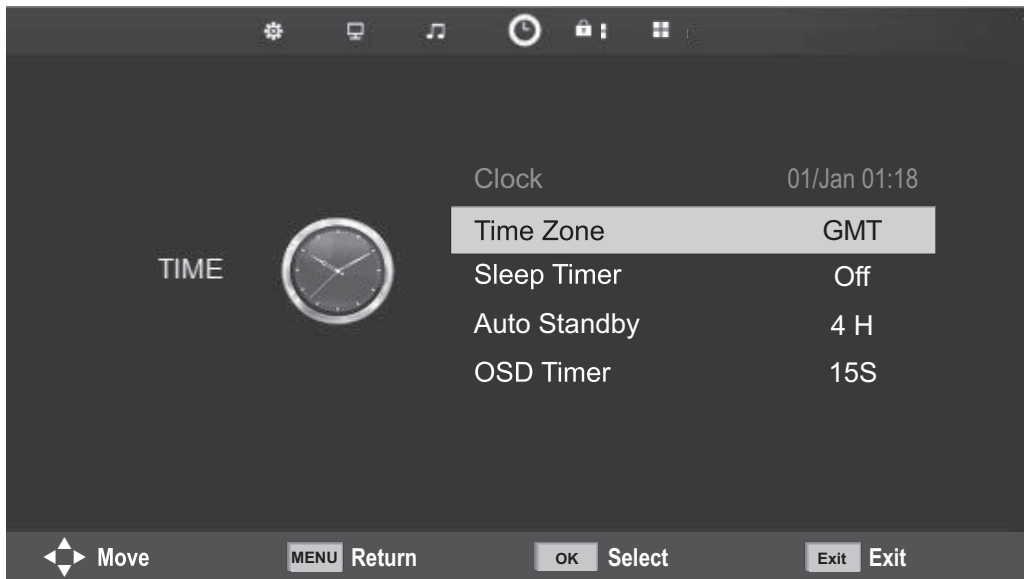 Clock 01/Jan 01:18
Time Zone GMT
TIME
Sleep Timer Off
Auto Standby 4 H
OSD Timer 15S
Move MENU Return OK Select Exit Exit